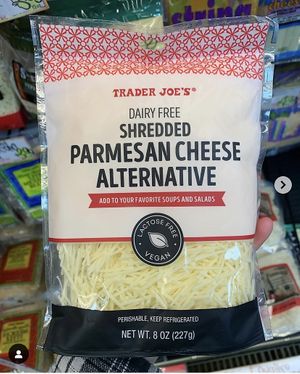 TRADER JOE'S®
DAIRY FREE
SHREDDED
PARMESAN CHEESE
ALTERNATIVE
ADD TO YOUR FAVORITE SOUPS AND SALADS
LACTOSE FREE
VEGAN
PERISHABLE, KEEP REFRIGERATED
NET WT. 8 OZ (227g)